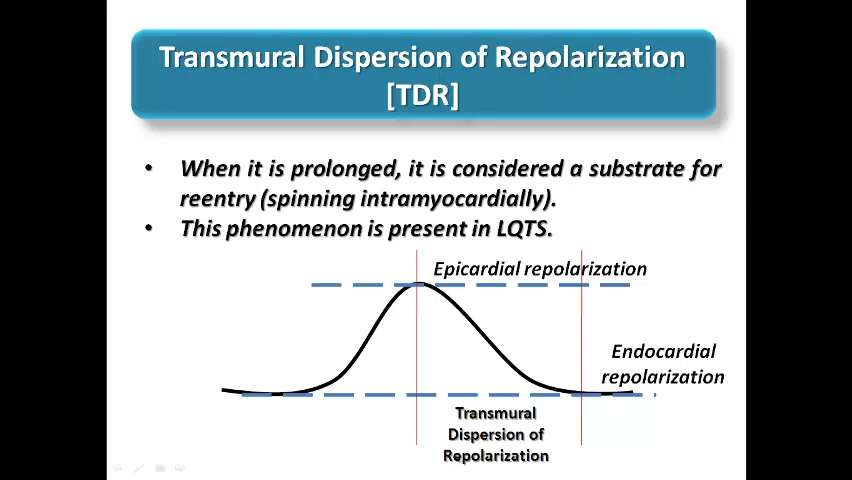 Transmural Dispersion of Repolarization
[TDR]
• When it is prolonged, it is considered a substrate for
reentry (spinning intramyocardially).
• This phenomenon is present in LQTS.
Epicardial repolarization
Endocardial
repolarization
Transmural
Dispersion of
Repolarization